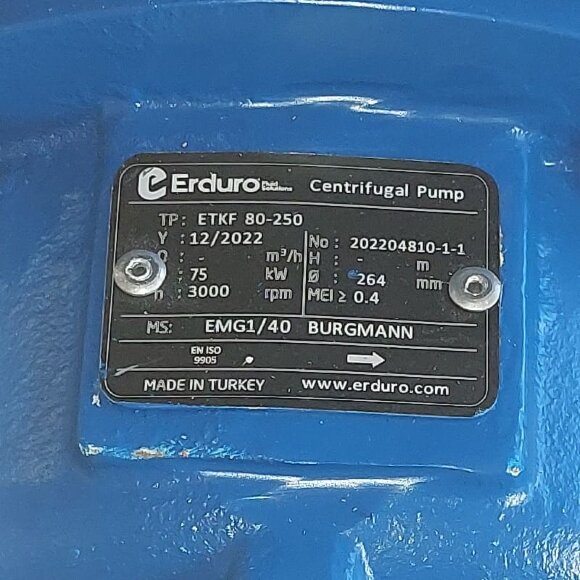 Erduro Fluid Solutions Centrifugal Pump
TP: ETKF 80-250
Y : 12/2022 No : 202204810-1-1
Q : - m³/h H : - m
: 75 kW Ø : 264 mm
n : 3000 rpm MEI ≥ 0.4
MS: EMG1/40 BURGMANN
EN ISO
9905
MADE IN TURKEY www.erduro.com